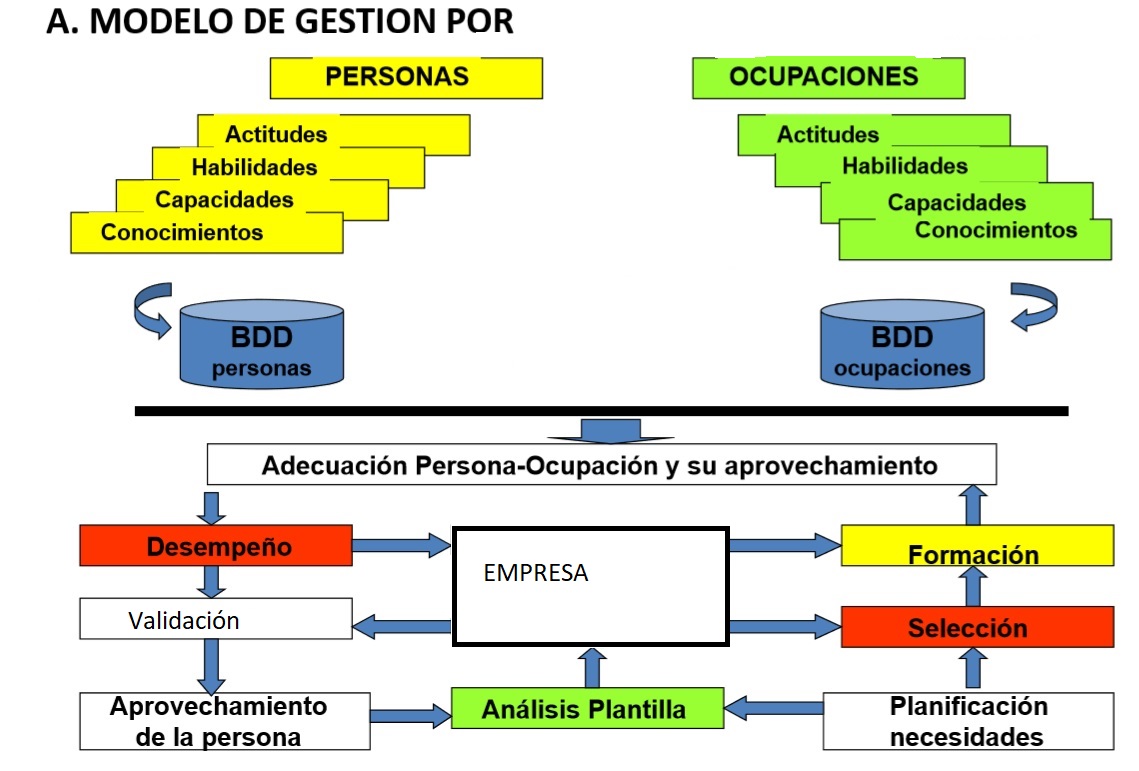 A. MODELO DE GESTION POR
PERSONAS
OCUPACIONES
Actitudes
Habilidades
Capacidades
Conocimientos
Actitudes
Habilidades
Capacidades
Conocimientos
BDD
personas
BDD
ocupaciones
Adecuación Persona-Ocupación y su aprovechamiento
Desempeño
EMPRESA
Formación
Validación
Selección
Aprovechamiento
de la persona
Análisis Plantilla
Planificación
necesidades